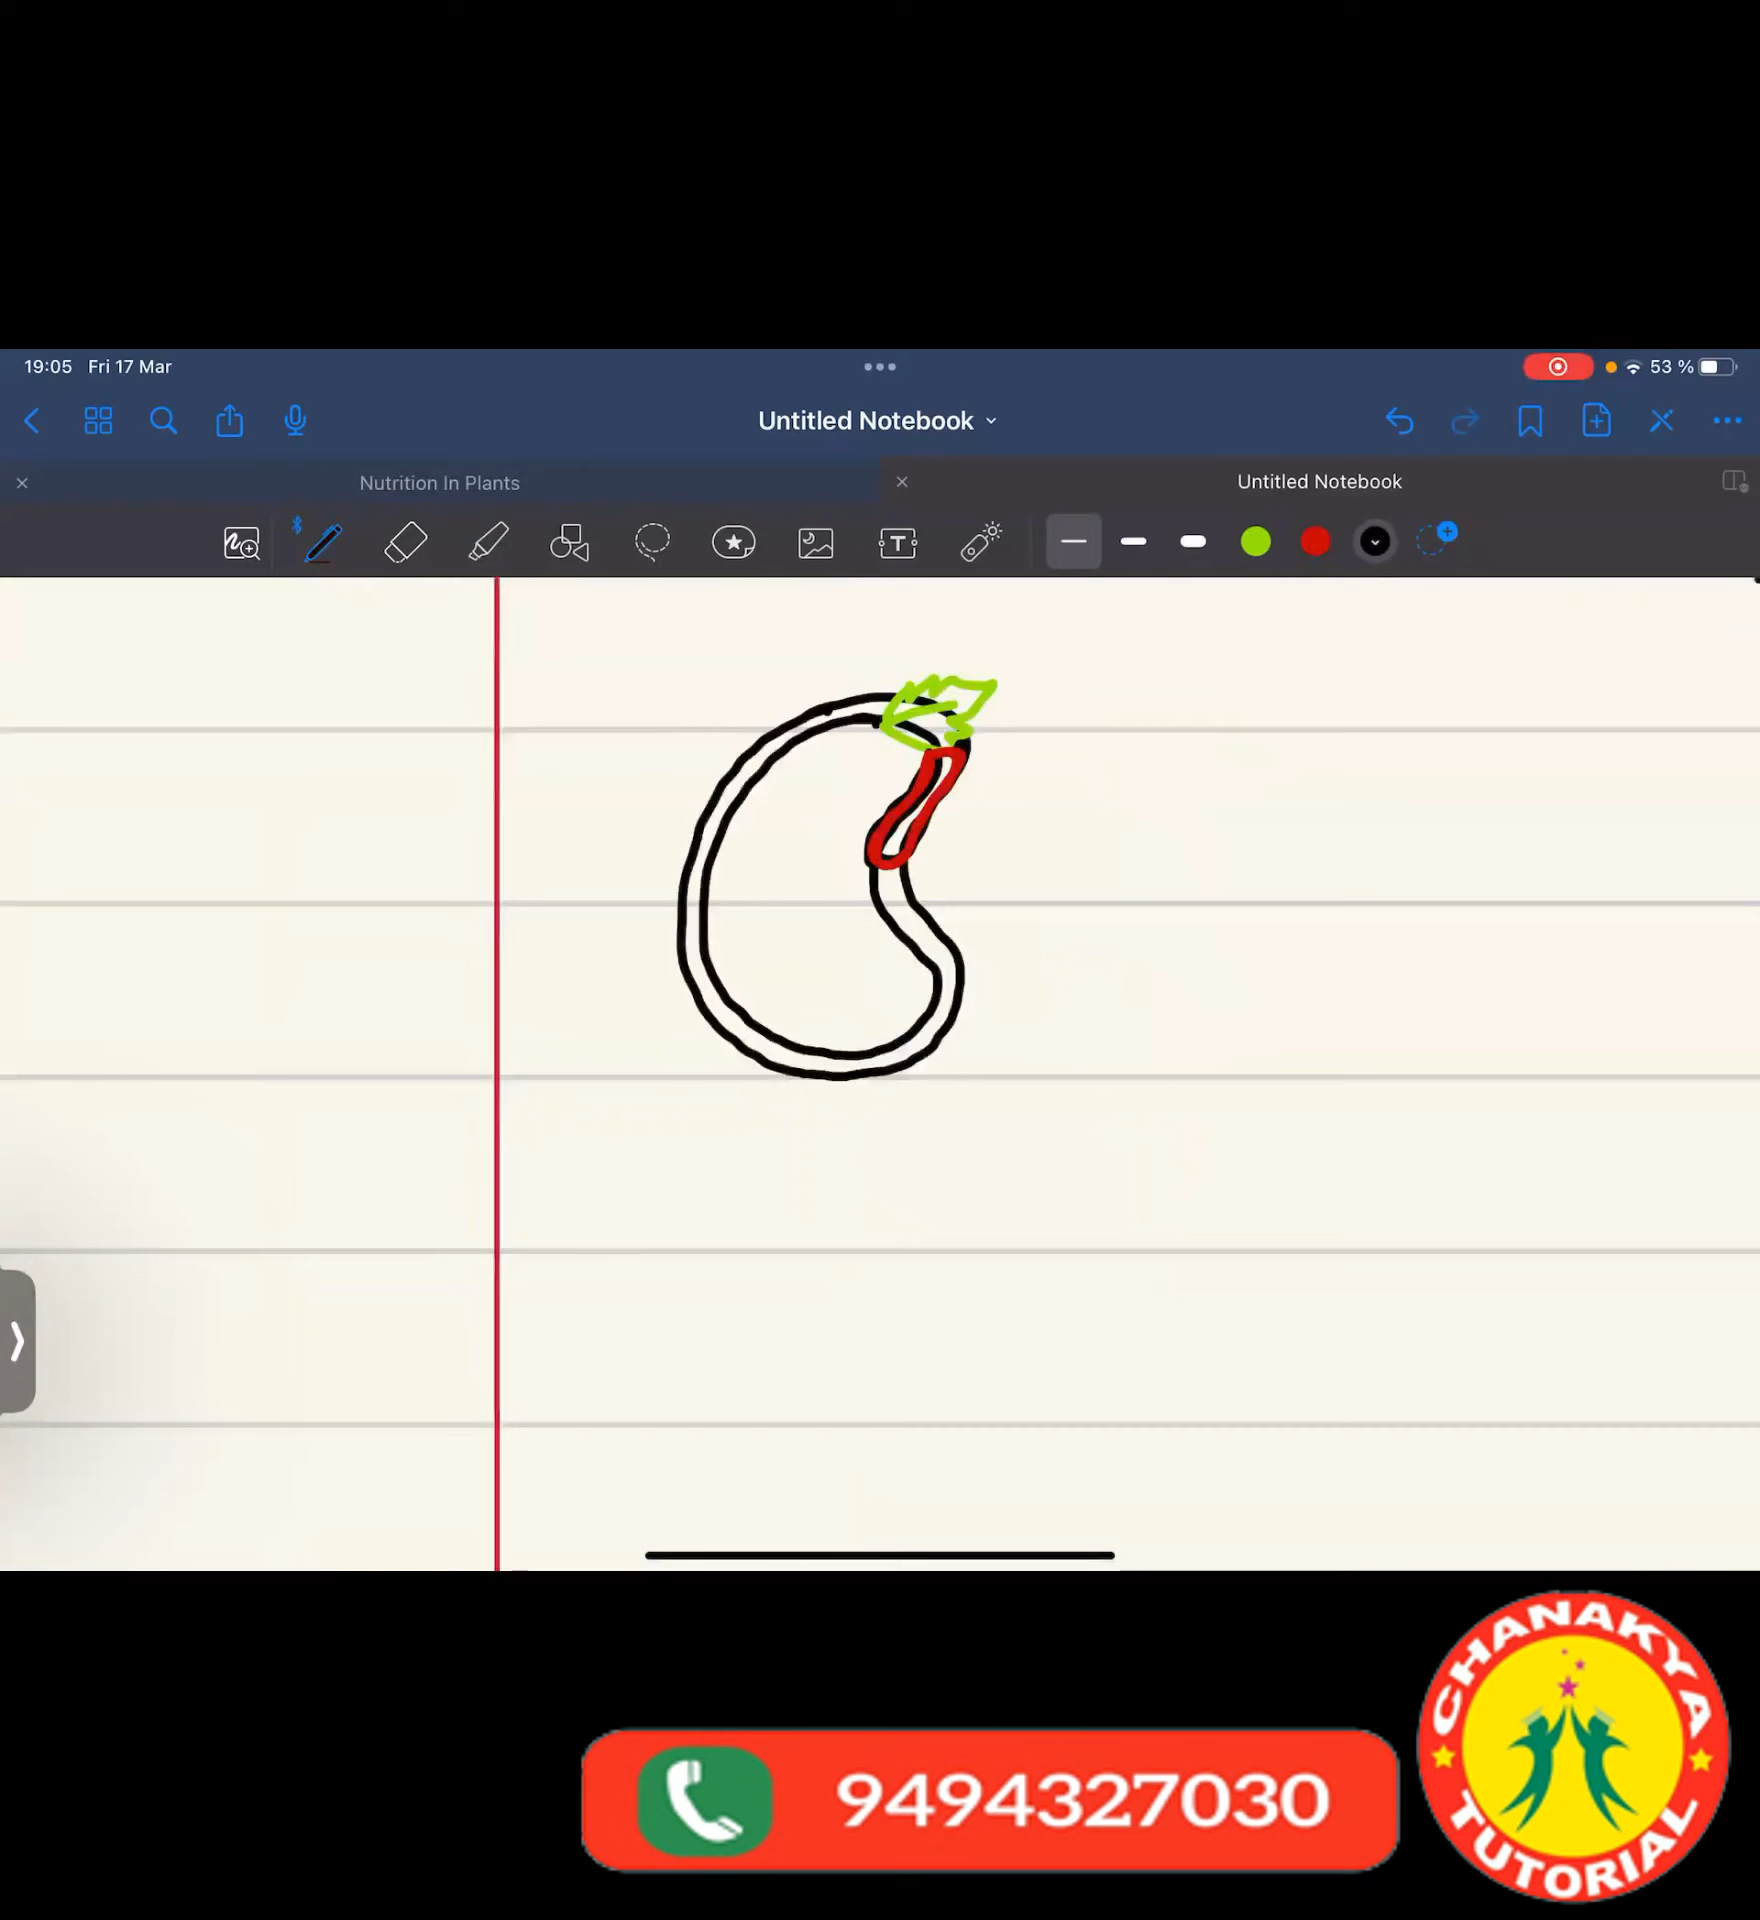 19:05 Fri 17 Mar
53 %
Untitled Notebook
Nutrition In Plants
Untitled Notebook
T
9494327030
CHANAKYA
TUTORIAL